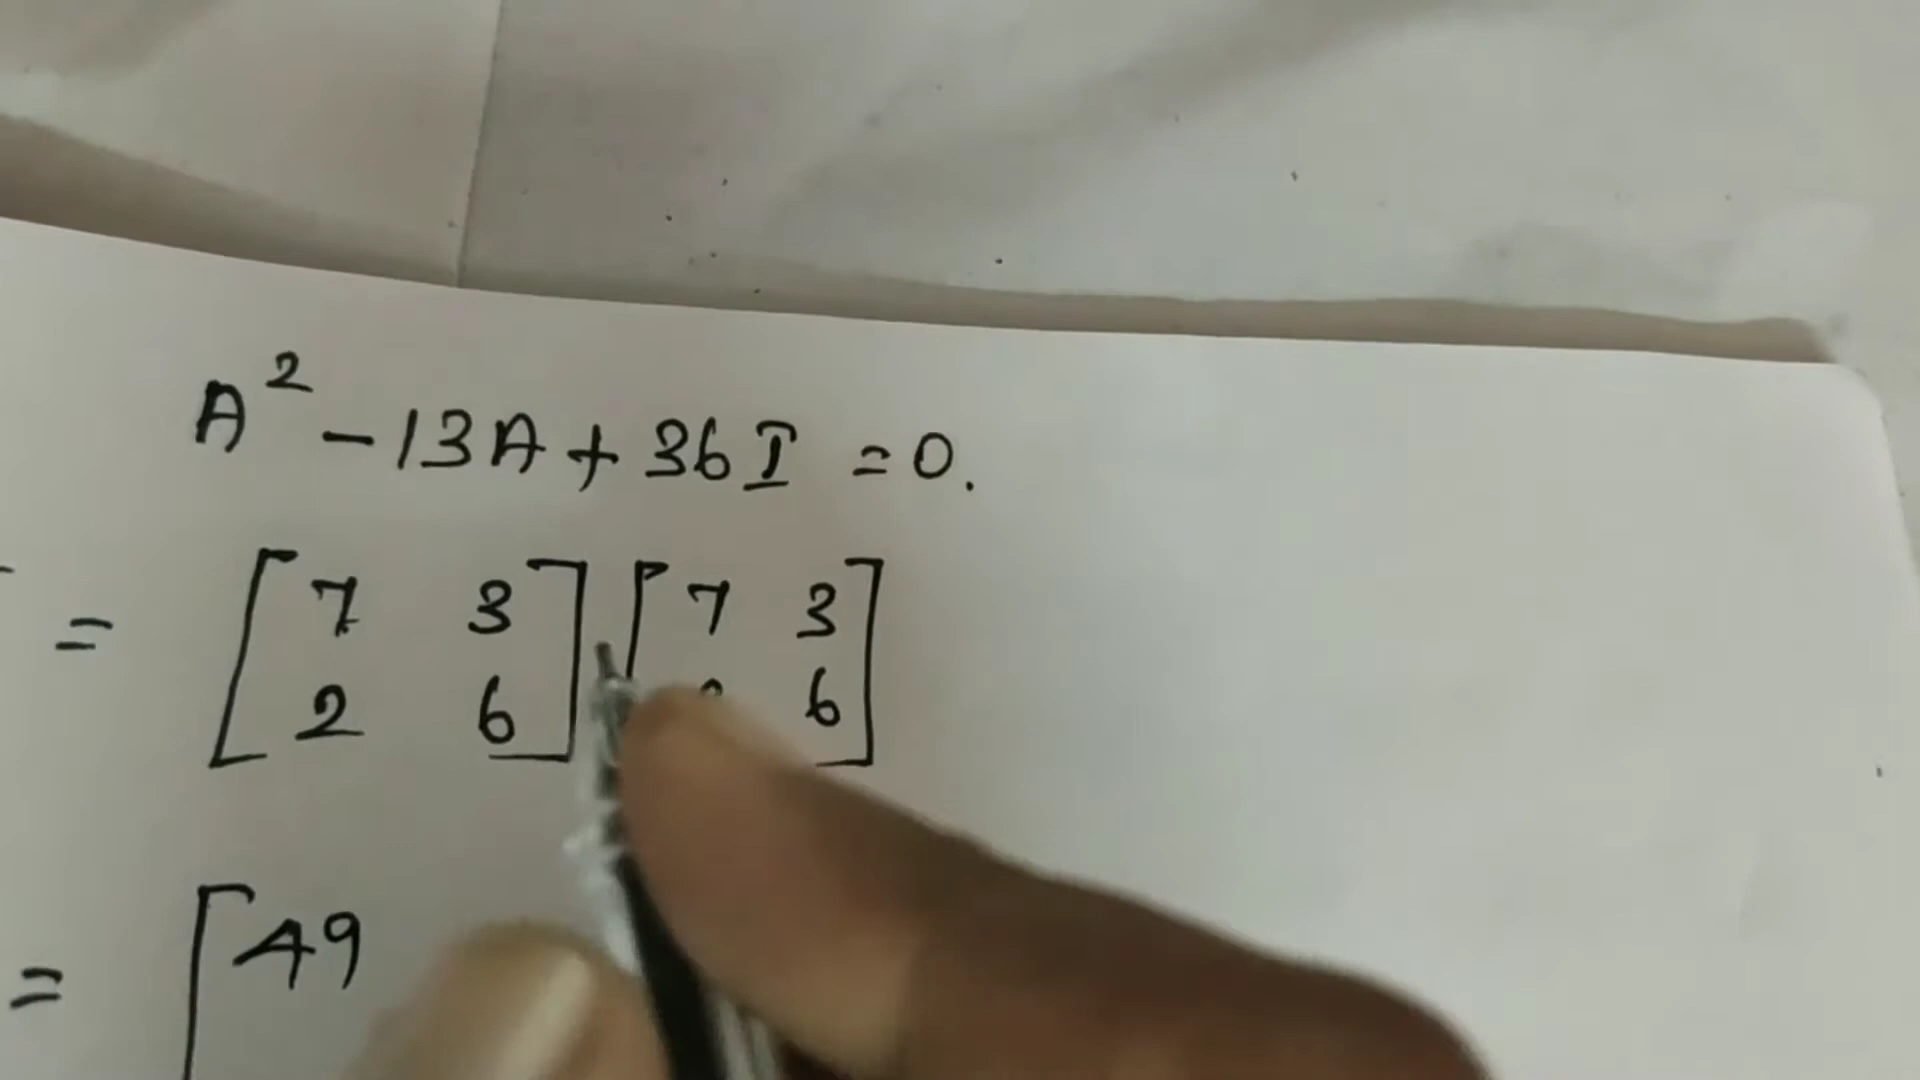 A² - 13A + 36I = 0.
= [ 7 3 ] [ 7 3 ]
[ 2 6 ] [ 6 ]
= [ 49